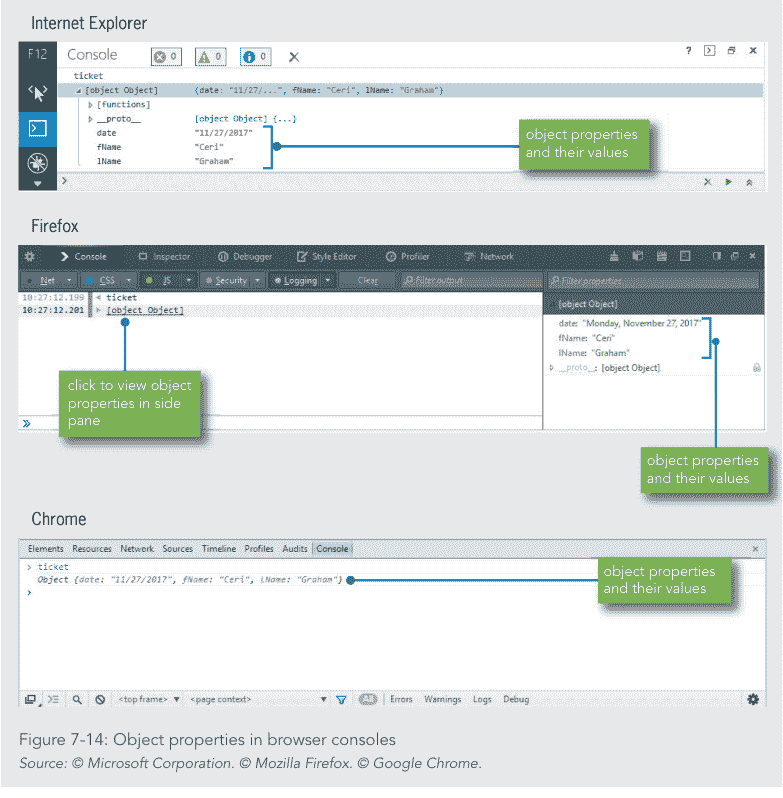 Internet Explorer
F12 Console 0 0 0
ticket
[object Object] {date: "11/27/...", fName: "Ceri", lName: "Graham"}
[functions]
__proto__ [object Object] {...}
date "11/27/2017"
fName "Ceri"
lName "Graham"
object properties
and their values
Firefox
Console Inspector Debugger Style Editor Profiler Network
Net CSS JS Security Logging Clear Filter output Filter properties
10:27:12.199 ticket
10:27:12.201 [object Object]
[object Object]
date: "Monday, November 27, 2017"
fName: "Ceri"
lName: "Graham"
__proto__: [object Object]
click to view object
properties in side
pane
object properties
and their values
Chrome
Elements Resources Network Sources Timeline Profiles Audits Console
> ticket
Object {date: "11/27/2017", fName: "Ceri", lName: "Graham"}
>
object properties
and their values
<top frame> <page context> All Errors Warnings Logs Debug
Figure 7-14: Object properties in browser consoles
Source: © Microsoft Corporation. © Mozilla Firefox. © Google Chrome.